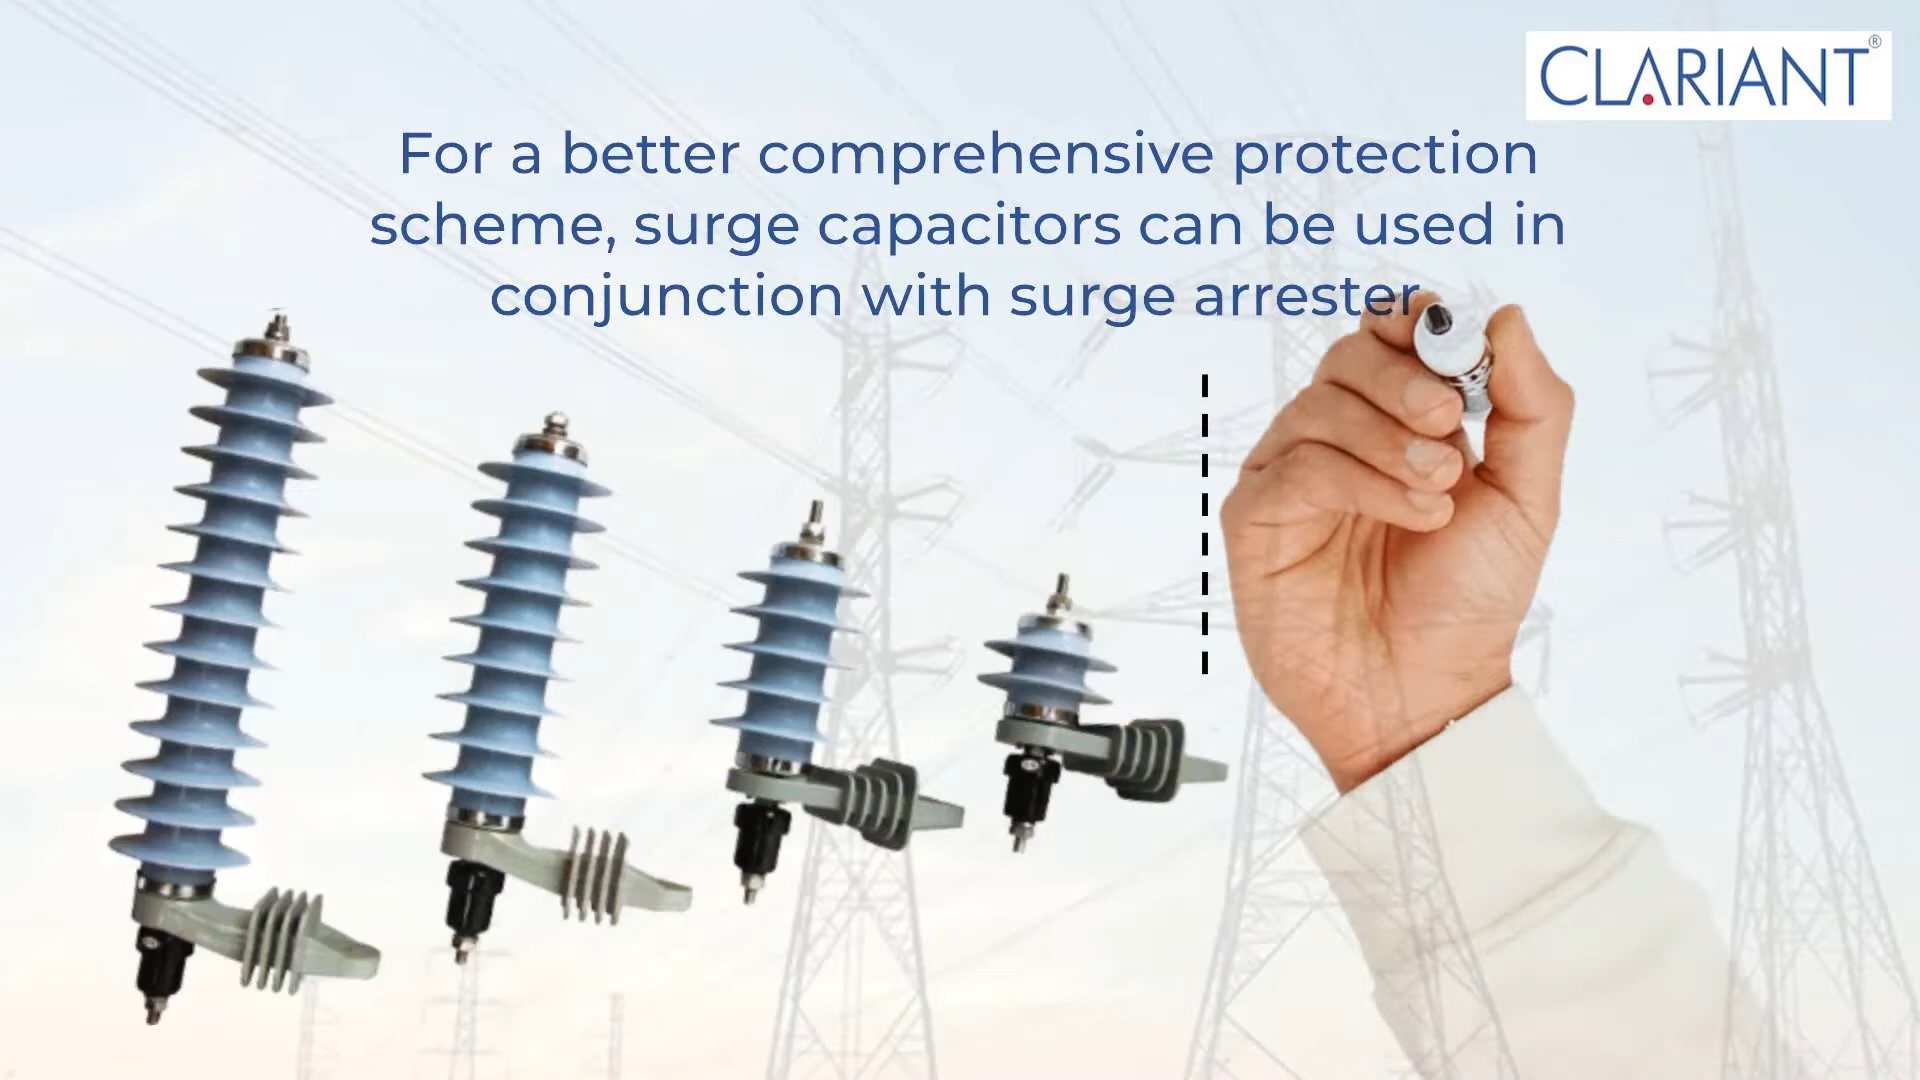 CLARIANT®
For a better comprehensive protection
scheme, surge capacitors can be used in
conjunction with surge arrester